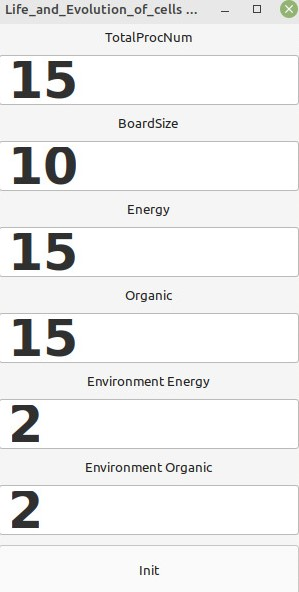 Life_and_Evolution_of_cells ...
TotalProcNum
15
BoardSize
10
Energy
15
Organic
15
Environment Energy
2
Environment Organic
2
Init